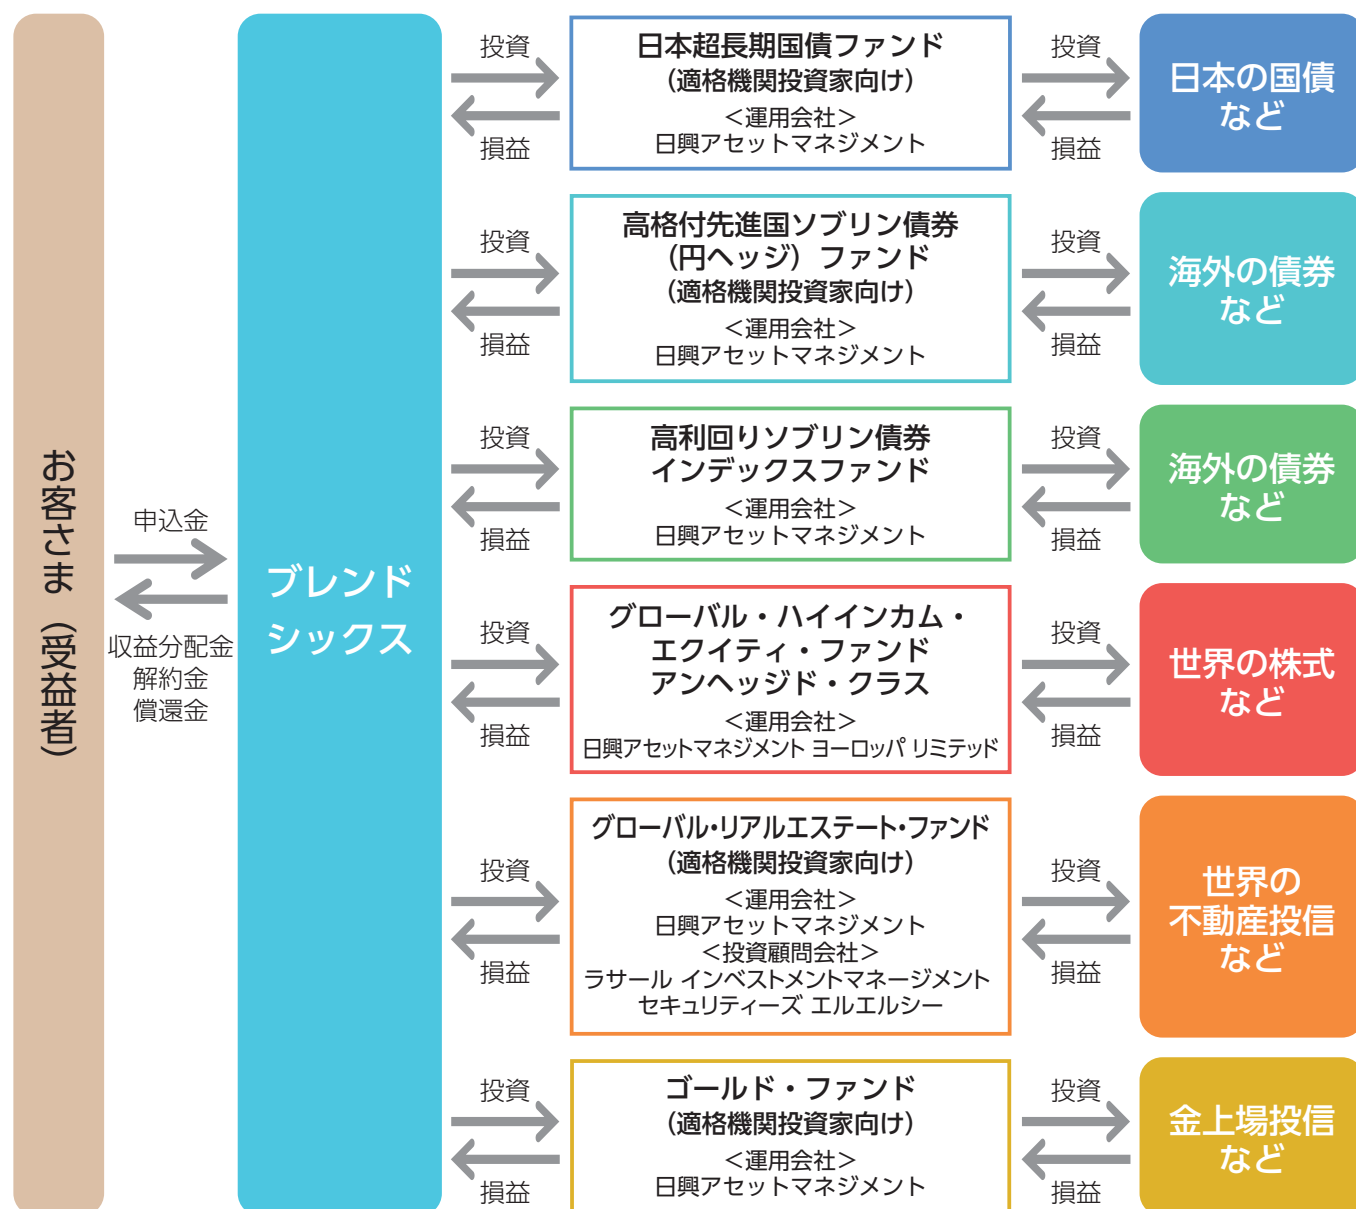 お客さま（受益者）
申込金
収益分配金
解約金
償還金
ブレンド
シックス
投資
損益
日本超長期国債ファンド
（適格機関投資家向け）
＜運用会社＞
日興アセットマネジメント
投資
損益
日本の国債
など
投資
損益
高格付先進国ソブリン債券
（円ヘッジ）ファンド
（適格機関投資家向け）
＜運用会社＞
日興アセットマネジメント
投資
損益
海外の債券
など
投資
損益
高利回りソブリン債券
インデックスファンド
＜運用会社＞
日興アセットマネジメント
投資
損益
海外の債券
など
投資
損益
グローバル・ハイインカム・
エクイティ・ファンド
アンヘッジド・クラス
＜運用会社＞
日興アセットマネジメント ヨーロッパ リミテッド
投資
損益
世界の株式
など
投資
損益
グローバル・リアルエステート・ファンド
（適格機関投資家向け）
＜運用会社＞
日興アセットマネジメント
＜投資顧問会社＞
ラサール インベストメントマネージメント
セキュリティーズ エルエルシー
投資
損益
世界の
不動産投信
など
投資
損益
ゴールド・ファンド
（適格機関投資家向け）
＜運用会社＞
日興アセットマネジメント
投資
損益
金上場投信
など